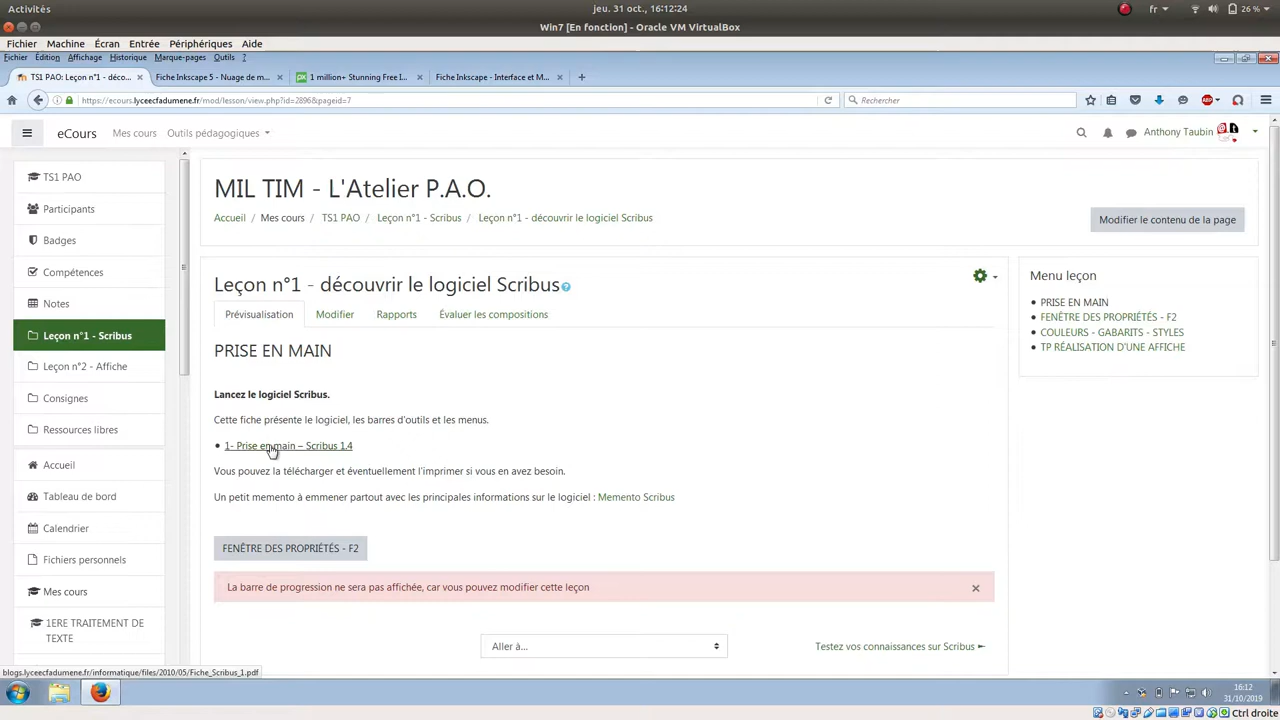 Activités
jeu. 31 oct., 16:12:24
fr
26 %
Win7 [En fonction] - Oracle VM VirtualBox
Fichier Machine Écran Entrée Périphériques Aide
Fichier Édition Affichage Historique Marque-pages Outils ?
TS1 PAO: Leçon n°1 - déco... Fiche Inkscape 5 - Nuage de m... 1 million+ Stunning Free I... Fiche Inkscape - Interface et M...
https://ecours.lyceecfadumene.fr/mod/lesson/view.php?id=2896&pageid=7
Rechercher
eCours Mes cours Outils pédagogiques
Anthony Taubin
TS1 PAO
Participants
Badges
Compétences
Notes
Leçon n°1 - Scribus
Leçon n°2 - Affiche
Consignes
Ressources libres
Accueil
Tableau de bord
Calendrier
Fichiers personnels
Mes cours
1ERE TRAITEMENT DE
TEXTE
MIL TIM - L'Atelier P.A.O.
Accueil / Mes cours / TS1 PAO / Leçon n°1 - Scribus / Leçon n°1 - découvrir le logiciel Scribus
Modifier le contenu de la page
Leçon n°1 - découvrir le logiciel Scribus
Prévisualisation Modifier Rapports Évaluer les compositions
PRISE EN MAIN
Lancez le logiciel Scribus.
Cette fiche présente le logiciel, les barres d'outils et les menus.
1- Prise en main – Scribus 1.4
Vous pouvez la télécharger et éventuellement l'imprimer si vous en avez besoin.
Un petit memento à emmener partout avec les principales informations sur le logiciel : Memento Scribus
FENÊTRE DES PROPRIÉTÉS - F2
La barre de progression ne sera pas affichée, car vous pouvez modifier cette leçon
Aller à...
Testez vos connaissances sur Scribus
Menu leçon
PRISE EN MAIN
FENÊTRE DES PROPRIÉTÉS - F2
COULEURS - GABARITS - STYLES
TP RÉALISATION D'UNE AFFICHE
blogs.lyceecfadumene.fr/informatique/files/2010/05/Fiche_Scribus_1.pdf
16:12
31/10/2019
Ctrl droite